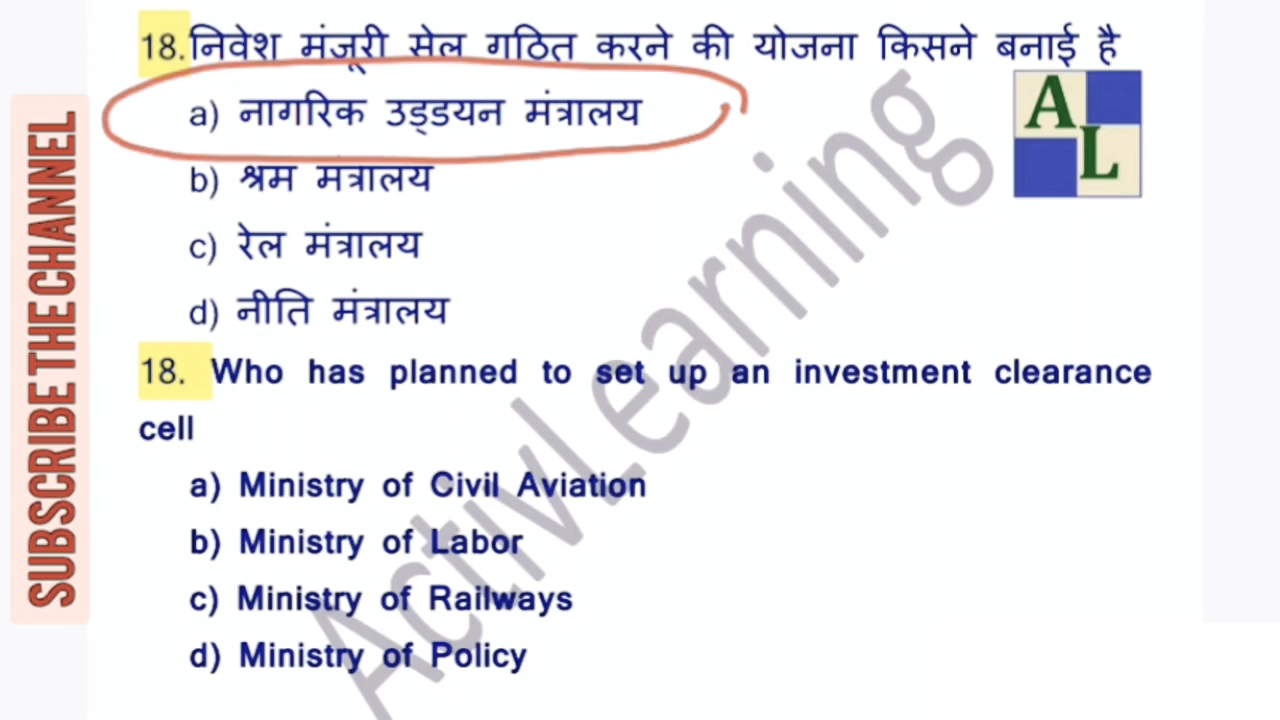 18.निवेश मंजूरी सेल गठित करने की योजना किसने बनाई है
a) नागरिक उड्डयन मंत्रालय
b) श्रम मंत्रालय
c) रेल मंत्रालय
d) नीति मंत्रालय
18. Who has planned to set up an investment clearance
cell
a) Ministry of Civil Aviation
b) Ministry of Labor
c) Ministry of Railways
d) Ministry of Policy
SUBSCRIBE THE CHANNEL
AL
ActivLearning